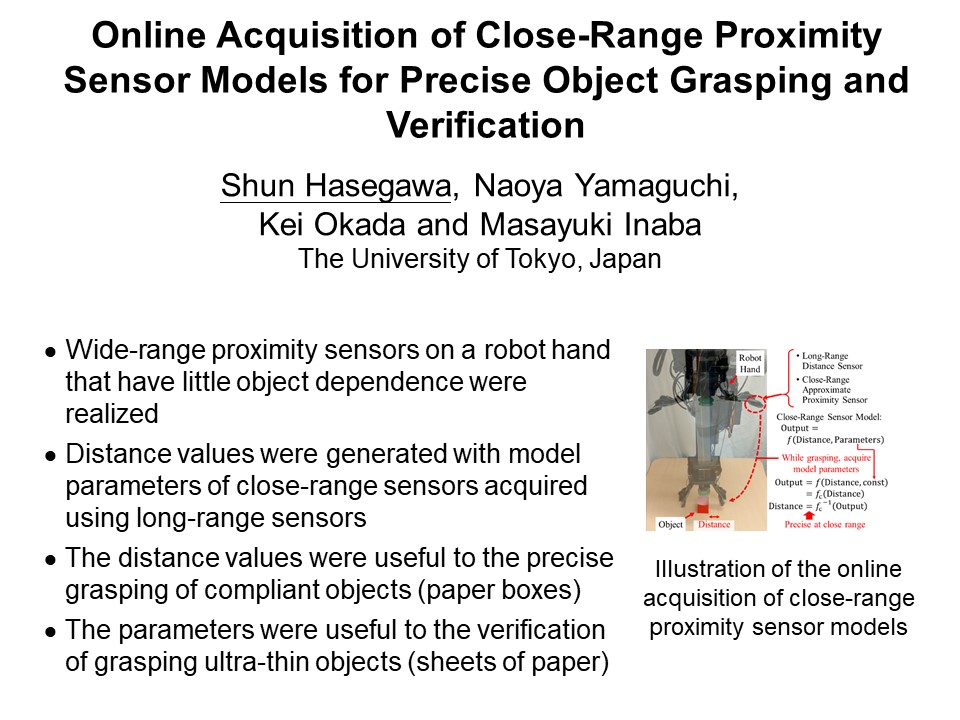 Online Acquisition of Close-Range Proximity
Sensor Models for Precise Object Grasping and
Verification
Shun Hasegawa, Naoya Yamaguchi,
Kei Okada and Masayuki Inaba
The University of Tokyo, Japan
● Wide-range proximity sensors on a robot hand
that have little object dependence were
realized
● Distance values were generated with model
parameters of close-range sensors acquired
using long-range sensors
● The distance values were useful to the precise
grasping of compliant objects (paper boxes)
● The parameters were useful to the verification
of grasping ultra-thin objects (sheets of paper)
Robot
Hand
• Long-Range
Distance Sensor
• Close-Range
Approximate
Proximity Sensor
Close-Range Sensor Model:
Output =
f(Distance, Parameters)
While grasping, acquire
model parameters
Output = f(Distance, const)
= f_c(Distance)
Distance = f_c^{-1}(Output)
Precise at close range
Object
Distance
Illustration of the online
acquisition of close-range
proximity sensor models